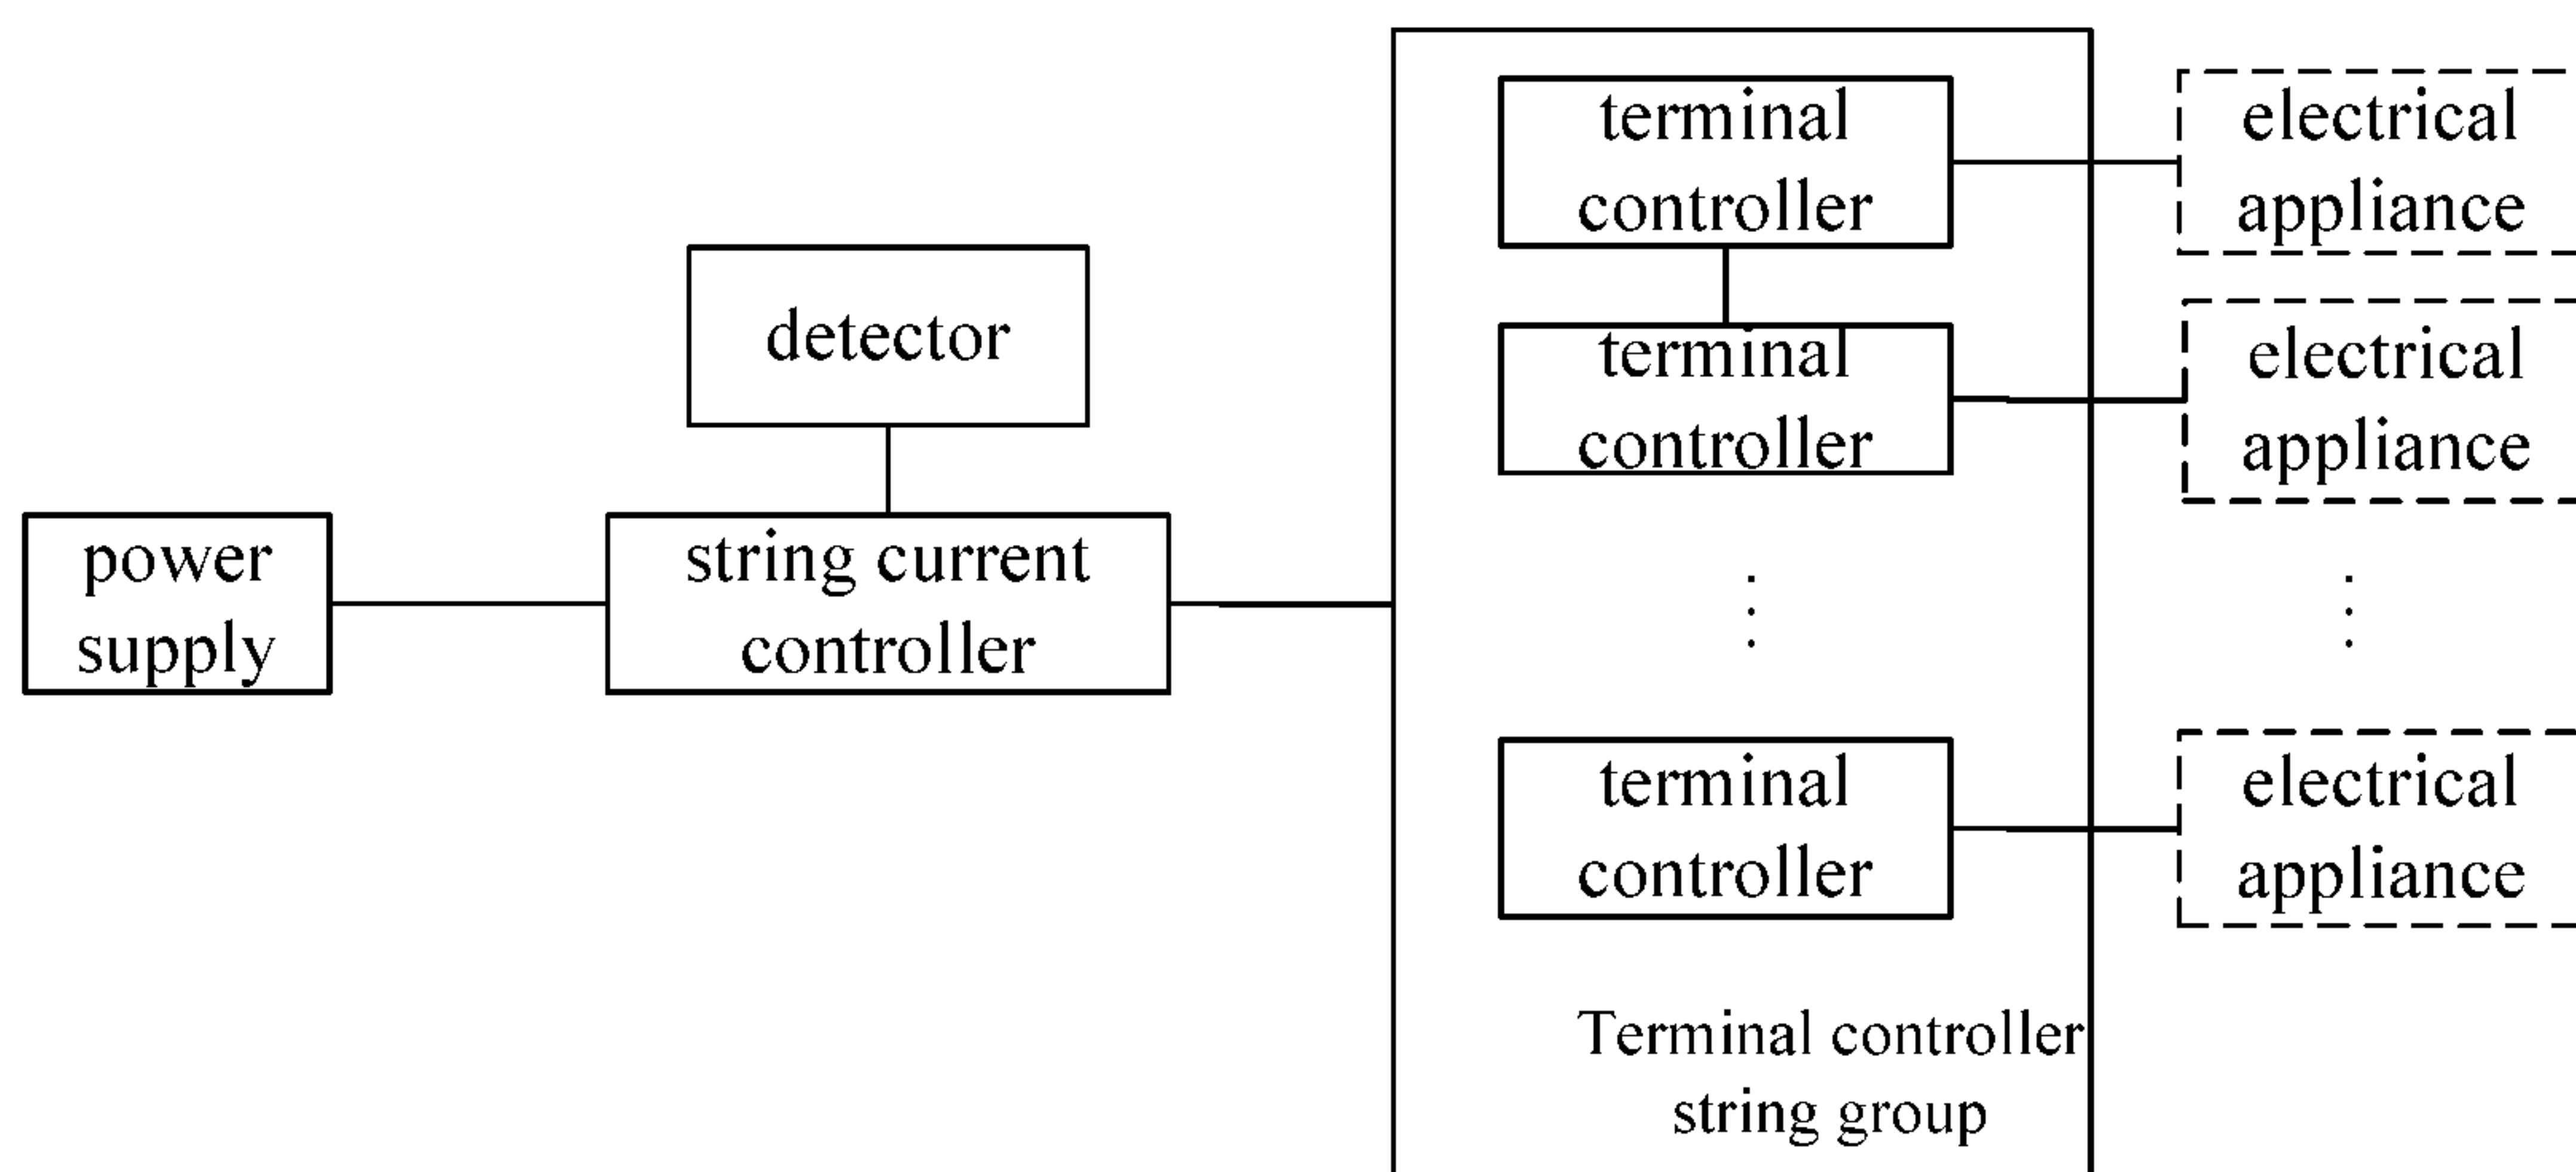 power
supply
detector
string current
controller
terminal
controller
terminal
controller
terminal
controller
Terminal controller
string group
electrical
appliance
electrical
appliance
electrical
appliance